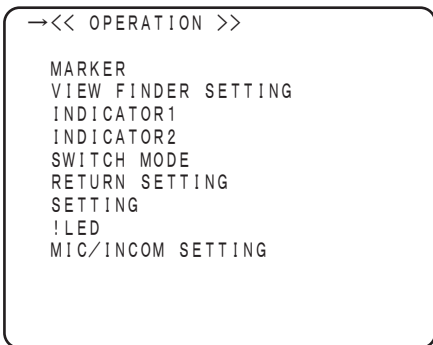 →<< OPERATION >>
MARKER
VIEW FINDER SETTING
INDICATOR1
INDICATOR2
SWITCH MODE
RETURN SETTING
SETTING
!LED
MIC/INCOM SETTING